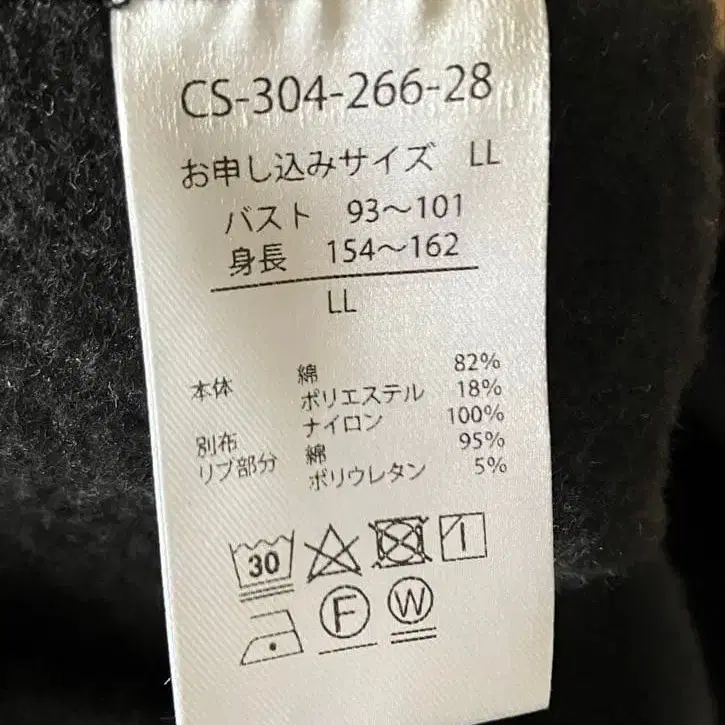 CS-304-266-28
お申し込みサイズ LL
バスト 93～101
身長 154～162
LL
本体 綿 82%
ポリエステル 18%
別布 ナイロン 100%
リブ部分 綿 95%
ポリウレタン 5%
30
F W